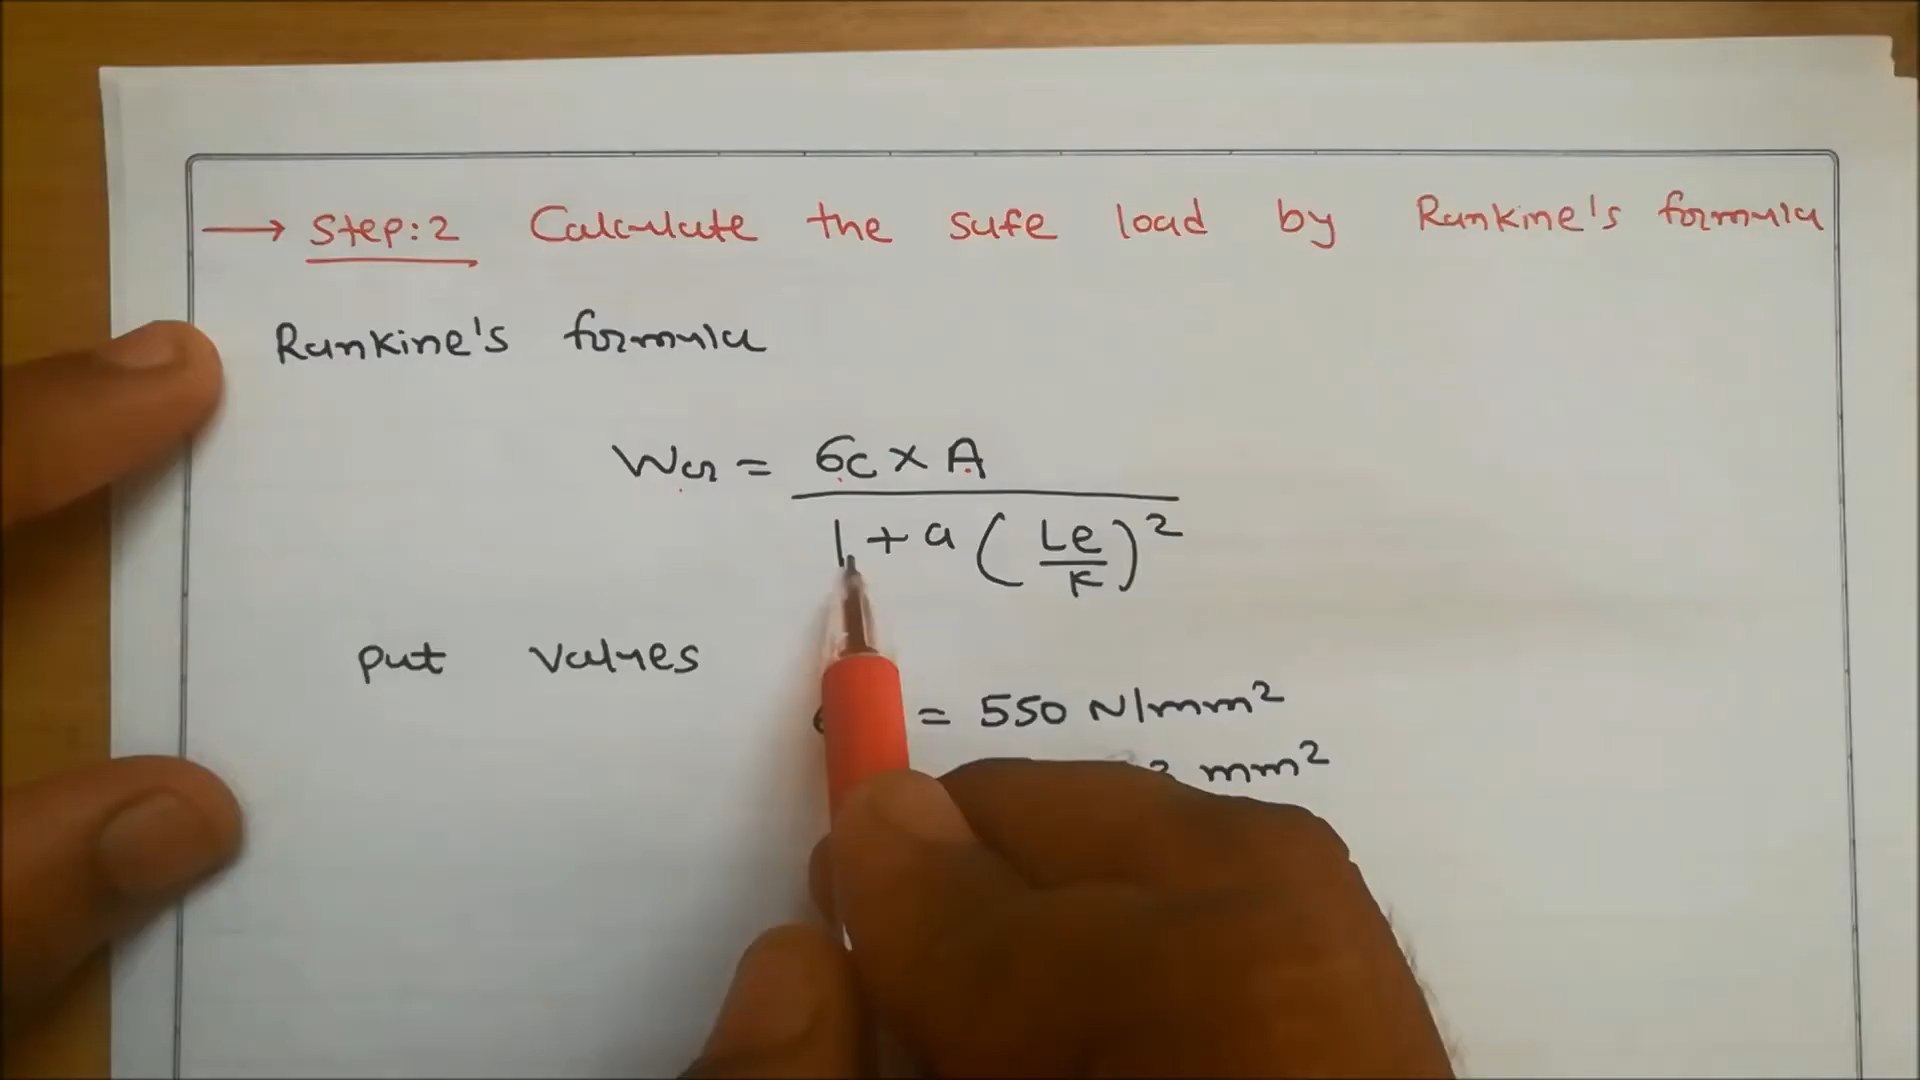 → Step:2 Calculate the safe load by Rankine's formula
Rankine's formula
Wcr = σc × A
1 + a ( Le / K )²
put values
= 550 N/mm²
mm²